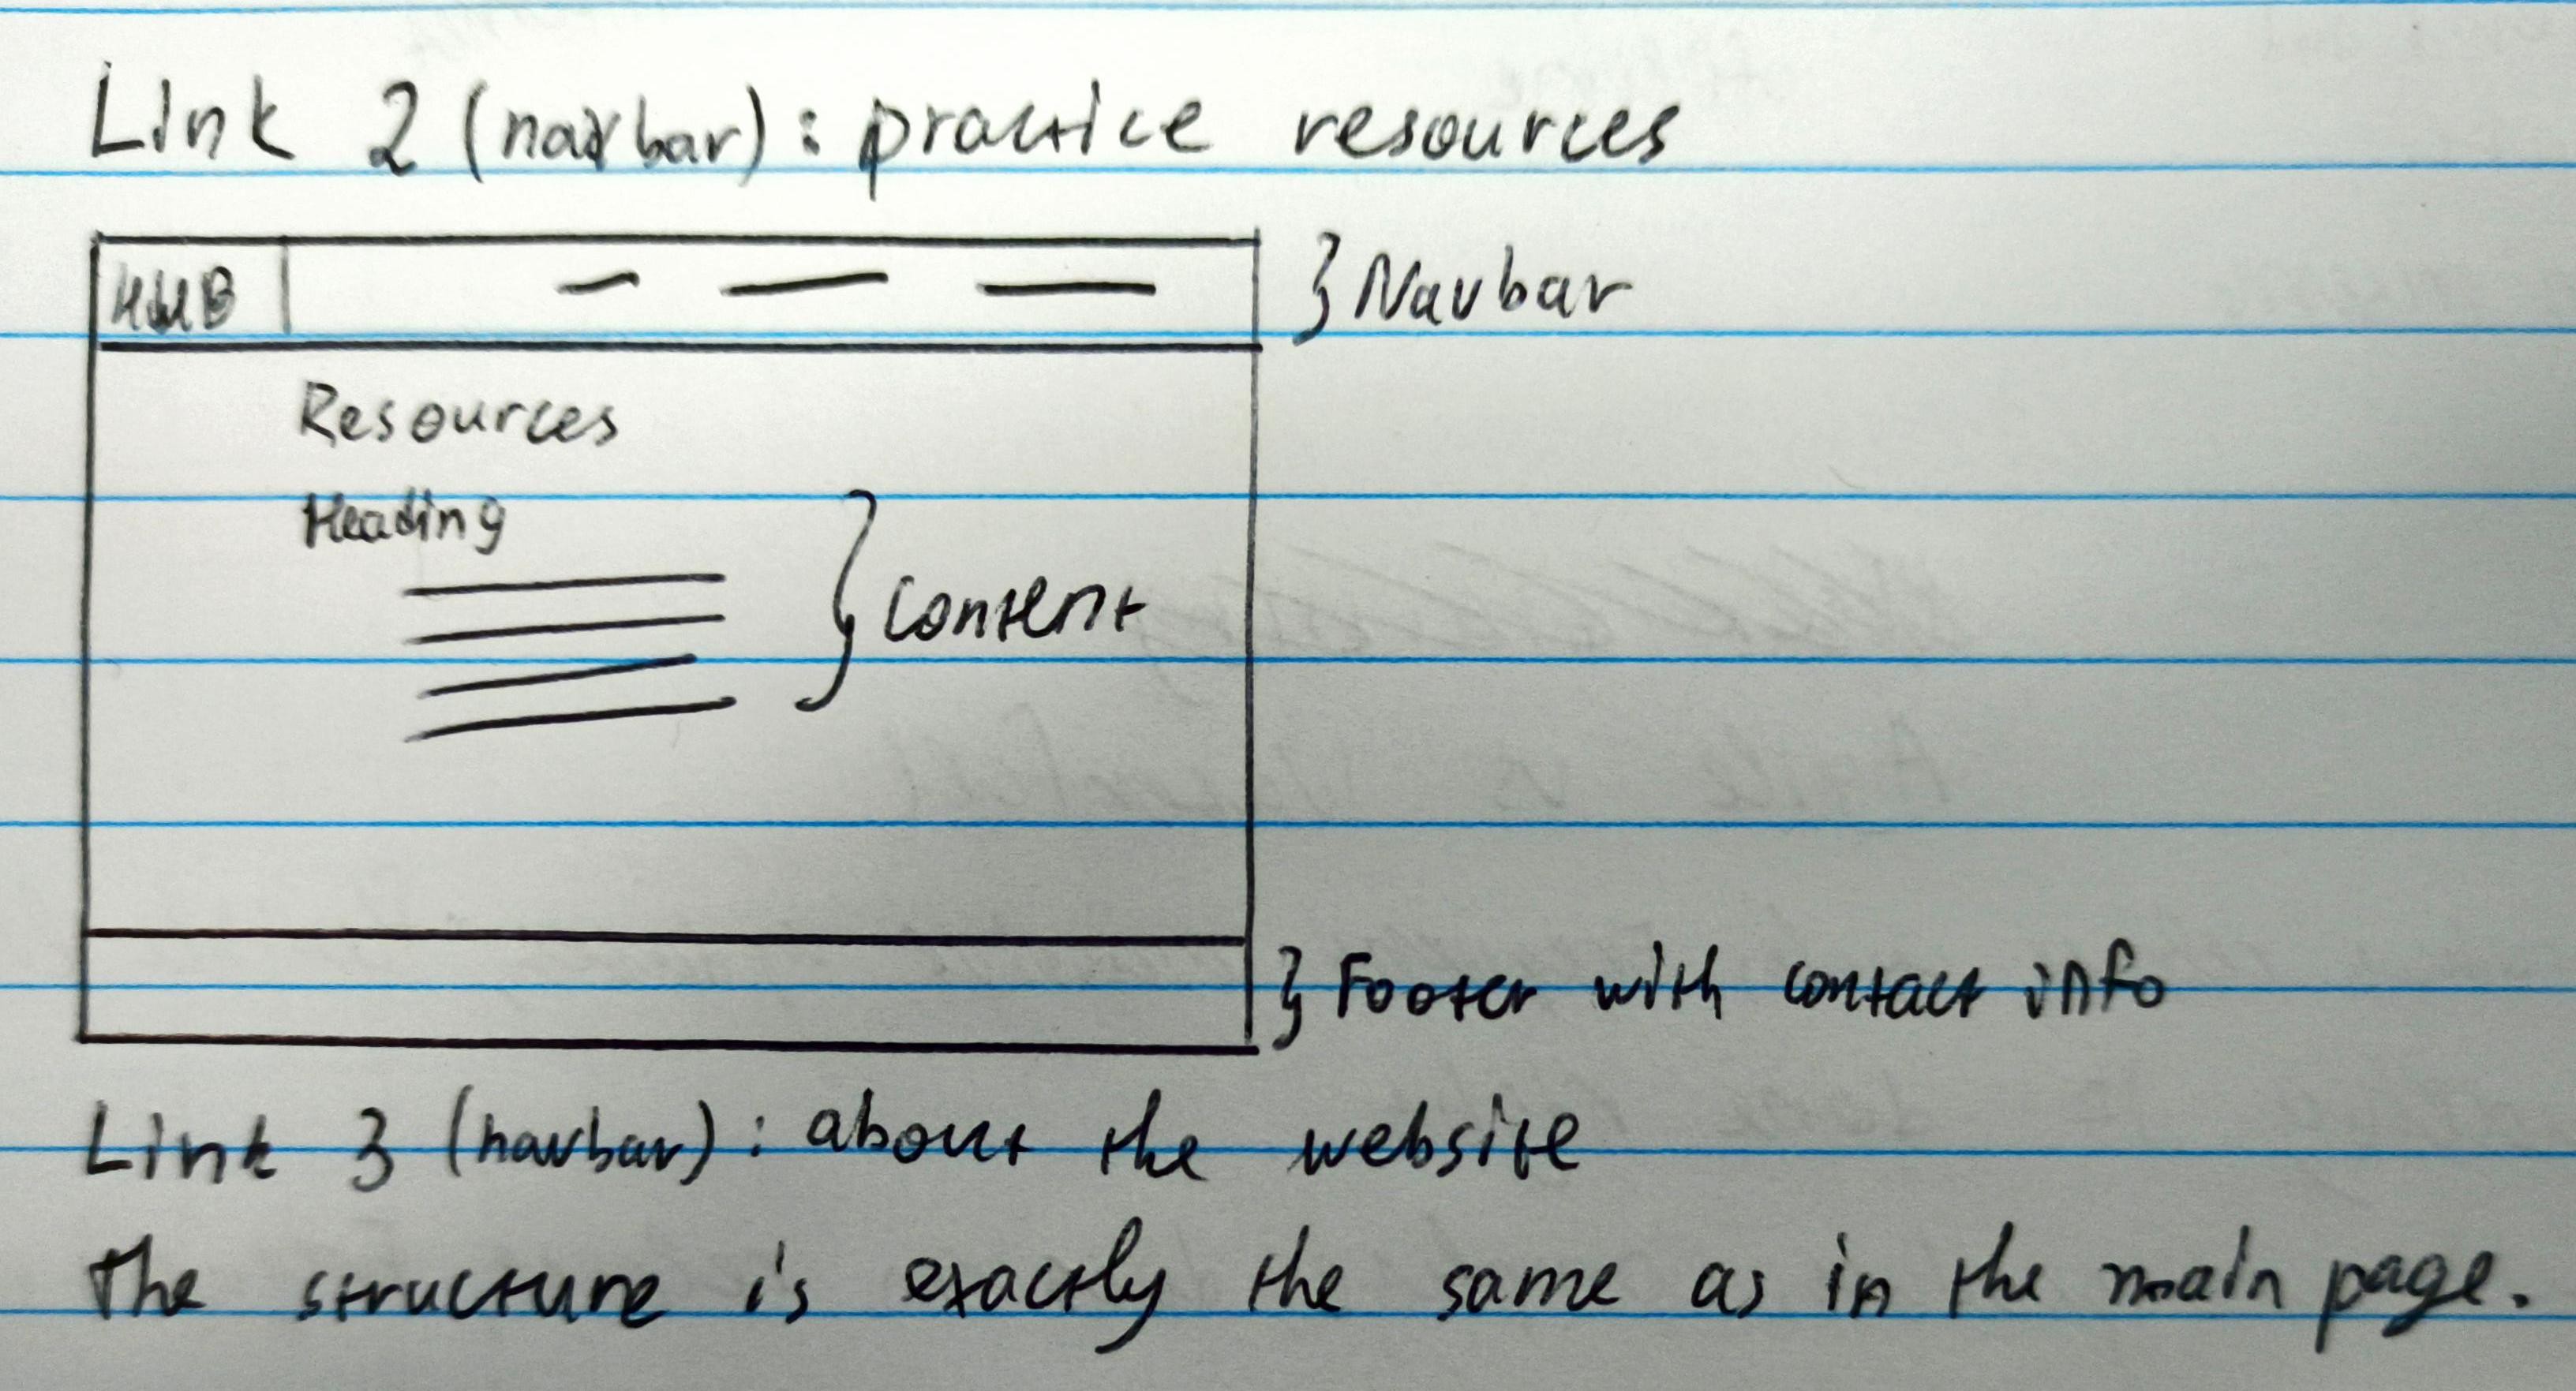 Link 2 (navbar): practice resources
} Navbar
Resources
Heading
} Content
} Footer with contact info
Link 3 (navbar): about the website
The structure is exactly the same as in the main page.